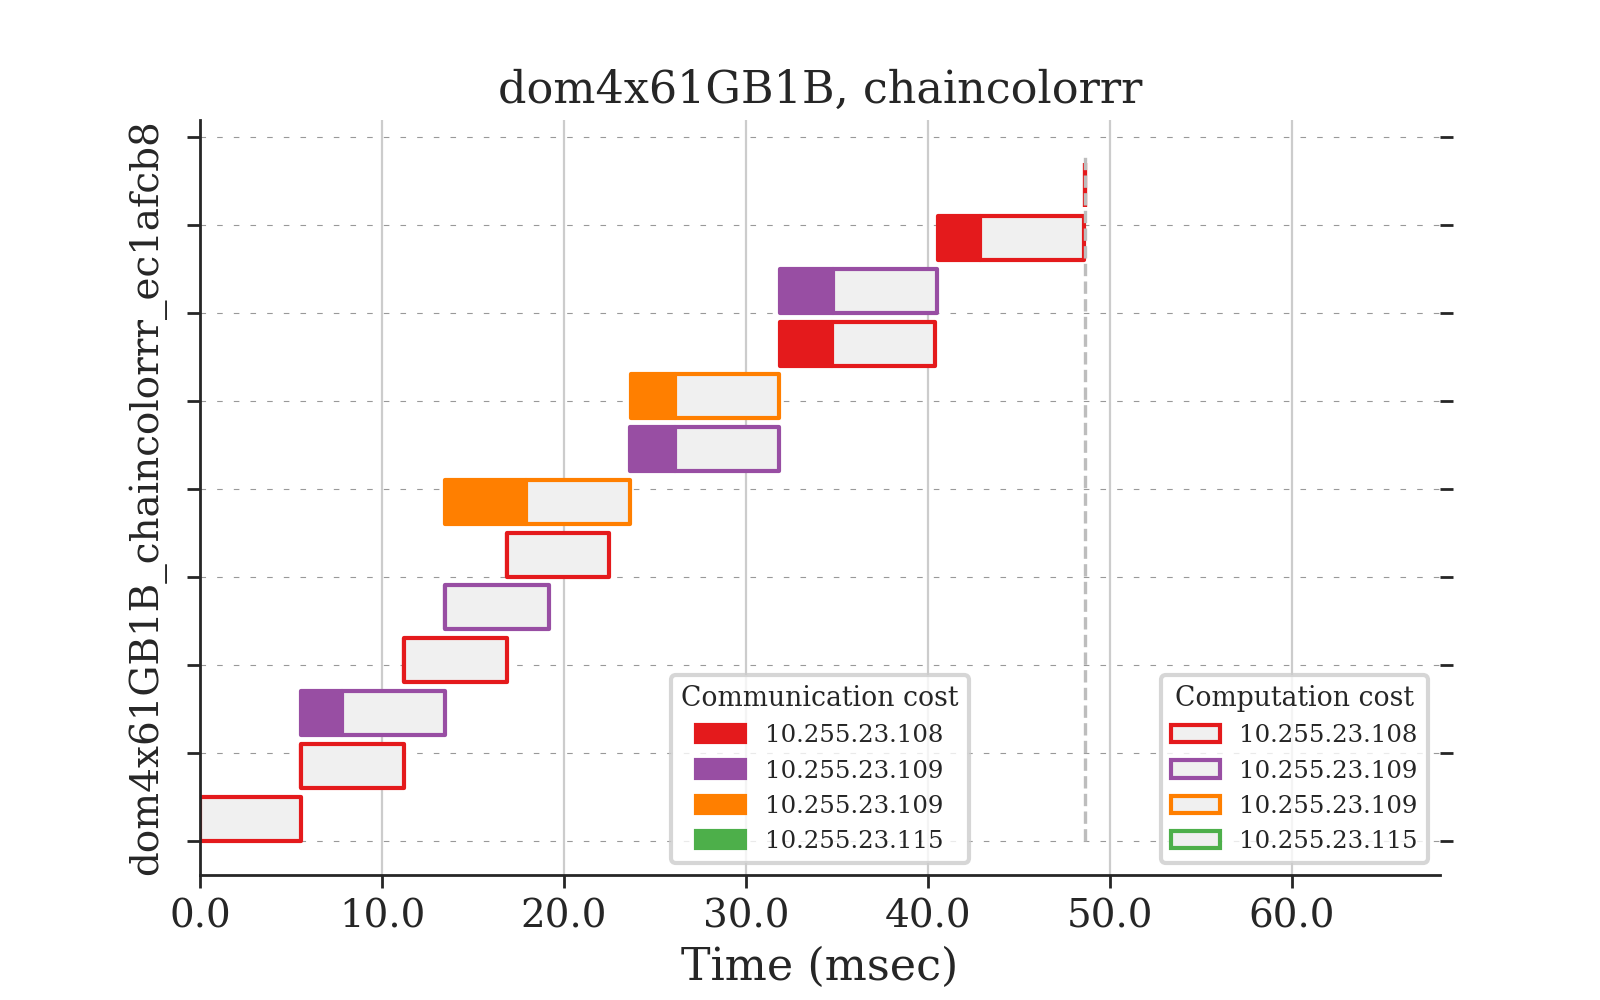 dom4x61GB1B, chaincolorrr
dom4x61GB1B_chaincolorrr_ec1afcb8
Communication cost
10.255.23.108
10.255.23.109
10.255.23.109
10.255.23.115
Computation cost
10.255.23.108
10.255.23.109
10.255.23.109
10.255.23.115
0.0 10.0 20.0 30.0 40.0 50.0 60.0
Time (msec)